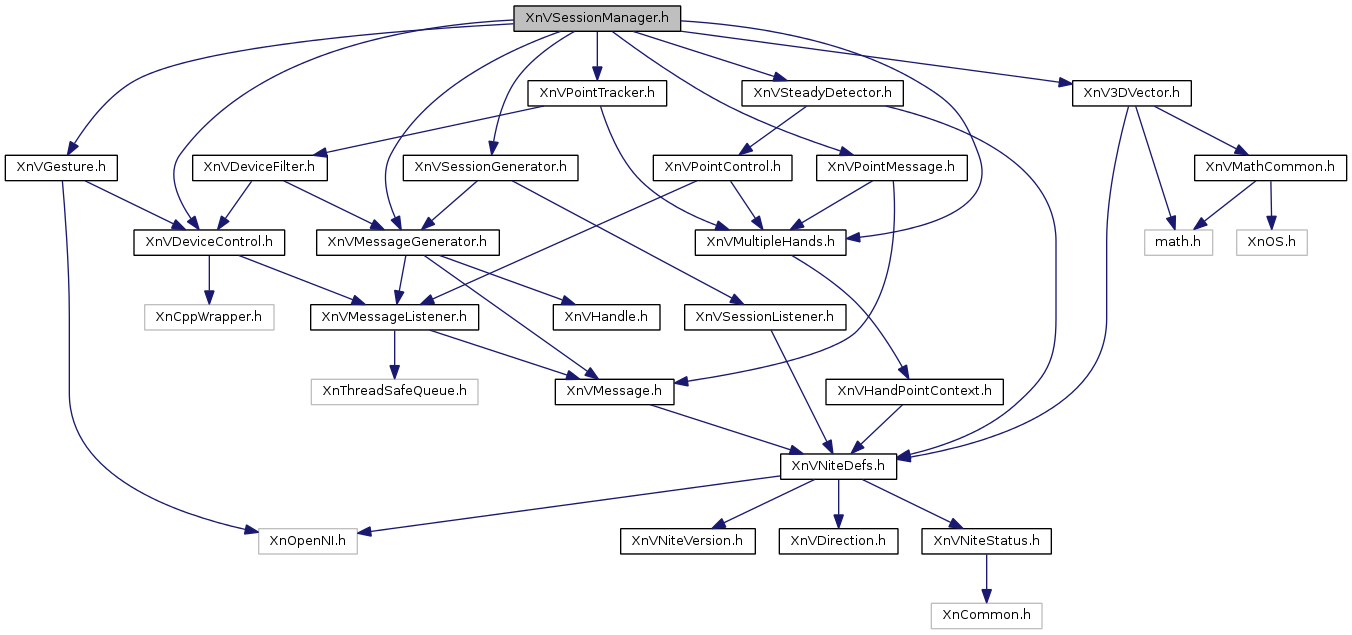 XnVSessionManager.h
XnVPointTracker.h
XnVSteadyDetector.h
XnV3DVector.h
XnVGesture.h
XnVDeviceFilter.h
XnVSessionGenerator.h
XnVPointControl.h
XnVPointMessage.h
XnVMathCommon.h
XnVDeviceControl.h
XnVMessageGenerator.h
XnVMultipleHands.h
math.h
XnOS.h
XnCppWrapper.h
XnVMessageListener.h
XnVHandle.h
XnVSessionListener.h
XnThreadSafeQueue.h
XnVMessage.h
XnVHandPointContext.h
XnVNiteDefs.h
XnOpenNI.h
XnVNiteVersion.h
XnVDirection.h
XnVNiteStatus.h
XnCommon.h